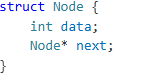 struct Node {
    int data;
    Node* next;
}